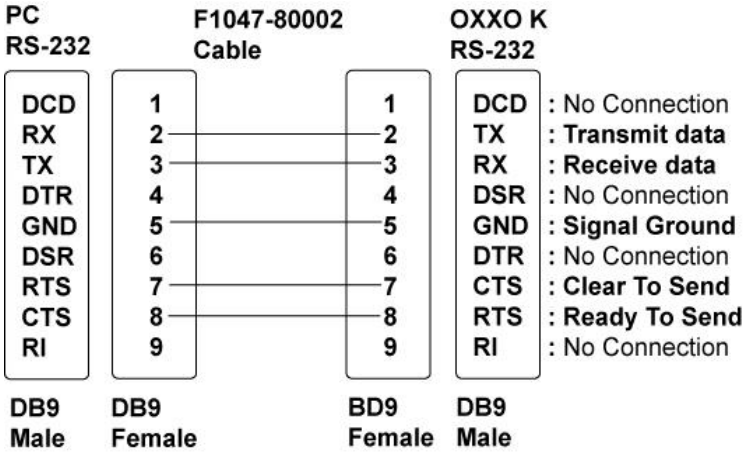 PC F1047-80002 OXXO K
RS-232 Cable RS-232
DCD 1 1 DCD : No Connection
RX 2 2 TX : Transmit data
TX 3 3 RX : Receive data
DTR 4 4 DSR : No Connection
GND 5 5 GND : Signal Ground
DSR 6 6 DTR : No Connection
RTS 7 7 CTS : Clear To Send
CTS 8 8 RTS : Ready To Send
RI 9 9 RI : No Connection
DB9 DB9 BD9 DB9
Male Female Female Male